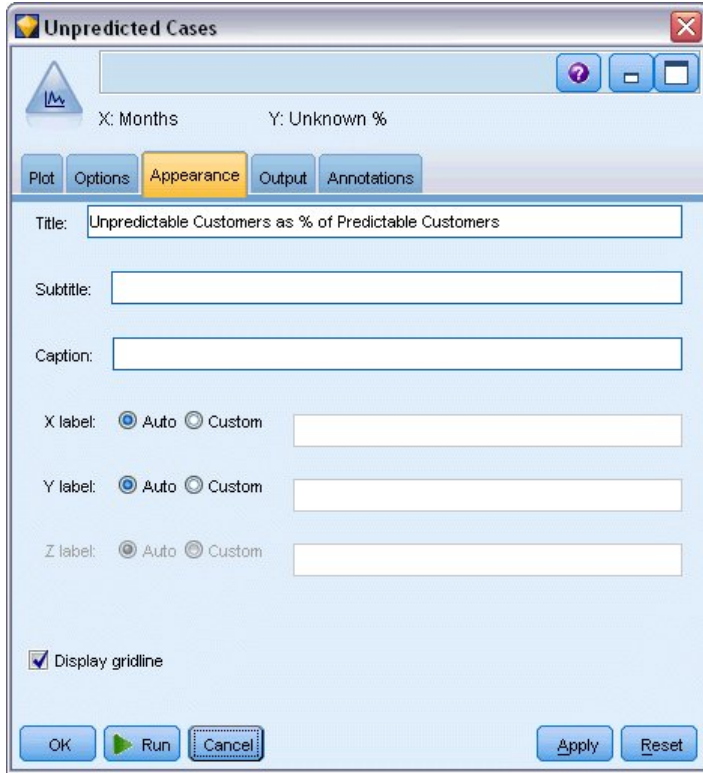 Unpredicted Cases
X: Months Y: Unknown %
Plot Options Appearance Output Annotations
Title: Unpredictable Customers as % of Predictable Customers
Subtitle:
Caption:
X label: Auto Custom
Y label: Auto Custom
Z label: Auto Custom
Display gridline
OK Run Cancel Apply Reset